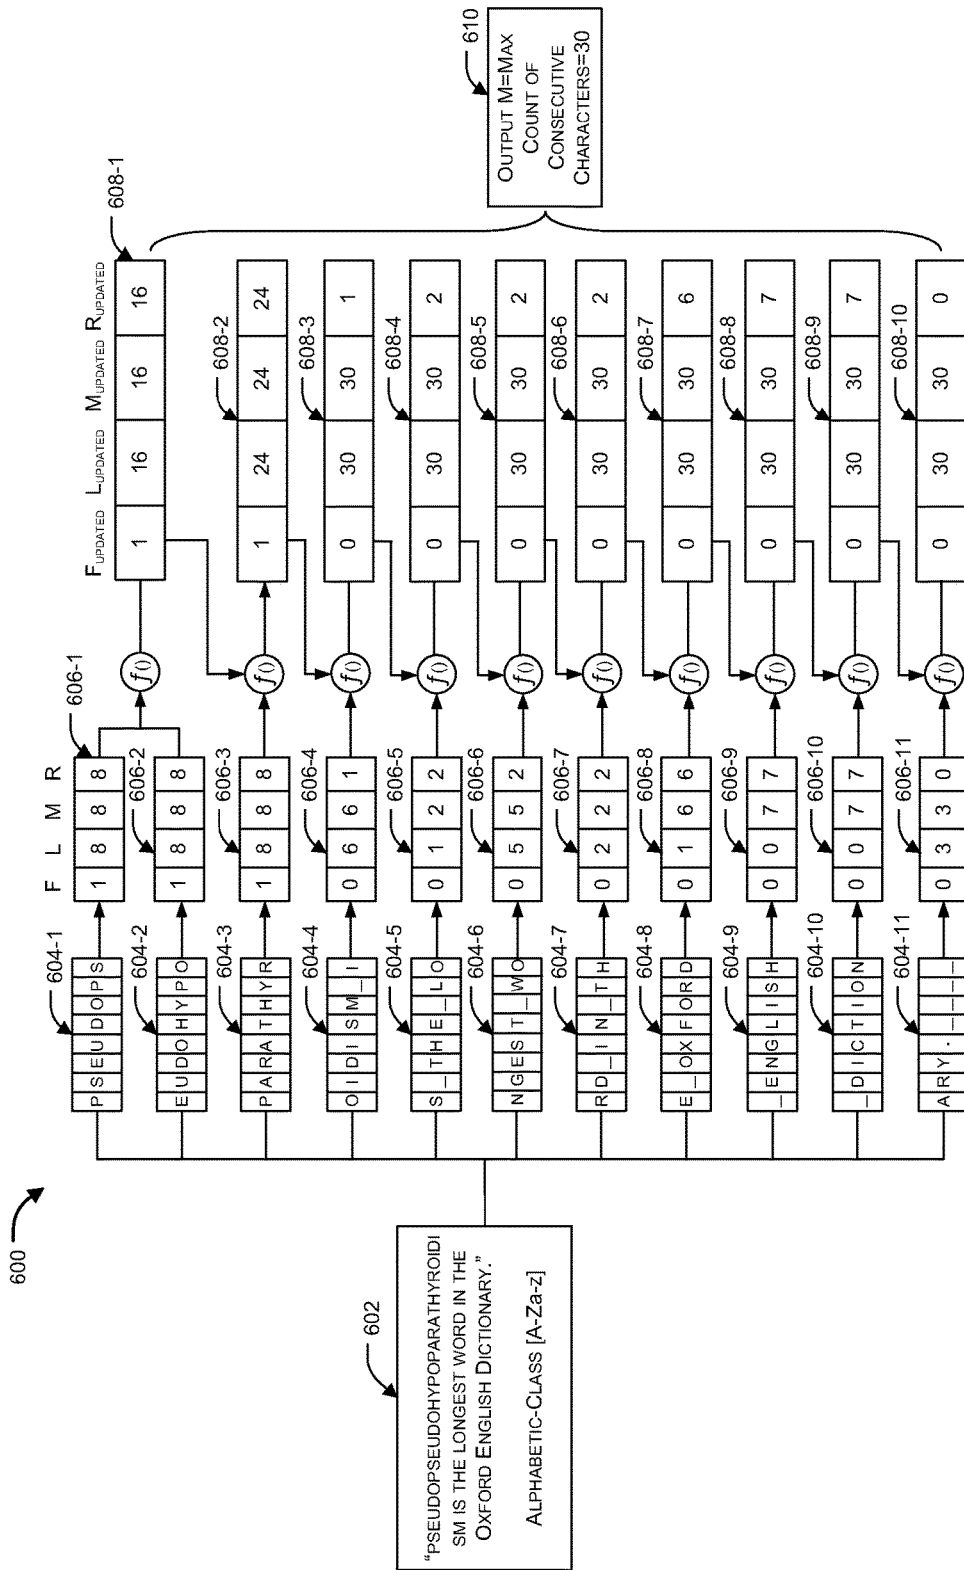 600
602
"PSEUDOPSEUDOHYPOPARATHYROIDI
SM IS THE LONGEST WORD IN THE
OXFORD ENGLISH DICTIONARY."
ALPHABETIC-CLASS [A-Za-z]
F L M R
F UPDATED L UPDATED M UPDATED R UPDATED
604-1
P S E U D O P S
606-1
1 8 8 8
f()
608-1
1 16 16 16
604-2
E U D O H Y P O
606-2
1 8 8 8
604-3
P A R A T H Y R
606-3
1 8 8 8
f()
608-2
1 24 24 24
604-4
O I D I S M _ I
606-4
0 6 6 1
f()
608-3
0 30 30 1
604-5
S _ T H E _ L O
606-5
0 1 2 2
f()
608-4
0 30 30 2
604-6
N G E S T _ W O
606-6
0 5 5 2
f()
608-5
0 30 30 2
604-7
R D _ I N _ T H
606-7
0 2 2 2
f()
608-6
0 30 30 2
604-8
E _ O X F O R D
606-8
0 1 6 6
f()
608-7
0 30 30 6
604-9
_ E N G L I S H
606-9
0 0 7 7
f()
608-8
0 30 30 7
604-10
_ D I C T I O N
606-10
0 0 7 7
f()
608-9
0 30 30 7
604-11
A R Y . _ _ _ _
606-11
0 3 3 0
f()
608-10
0 30 30 0
610
OUTPUT M=MAX
COUNT OF
CONSECUTIVE
CHARACTERS=30